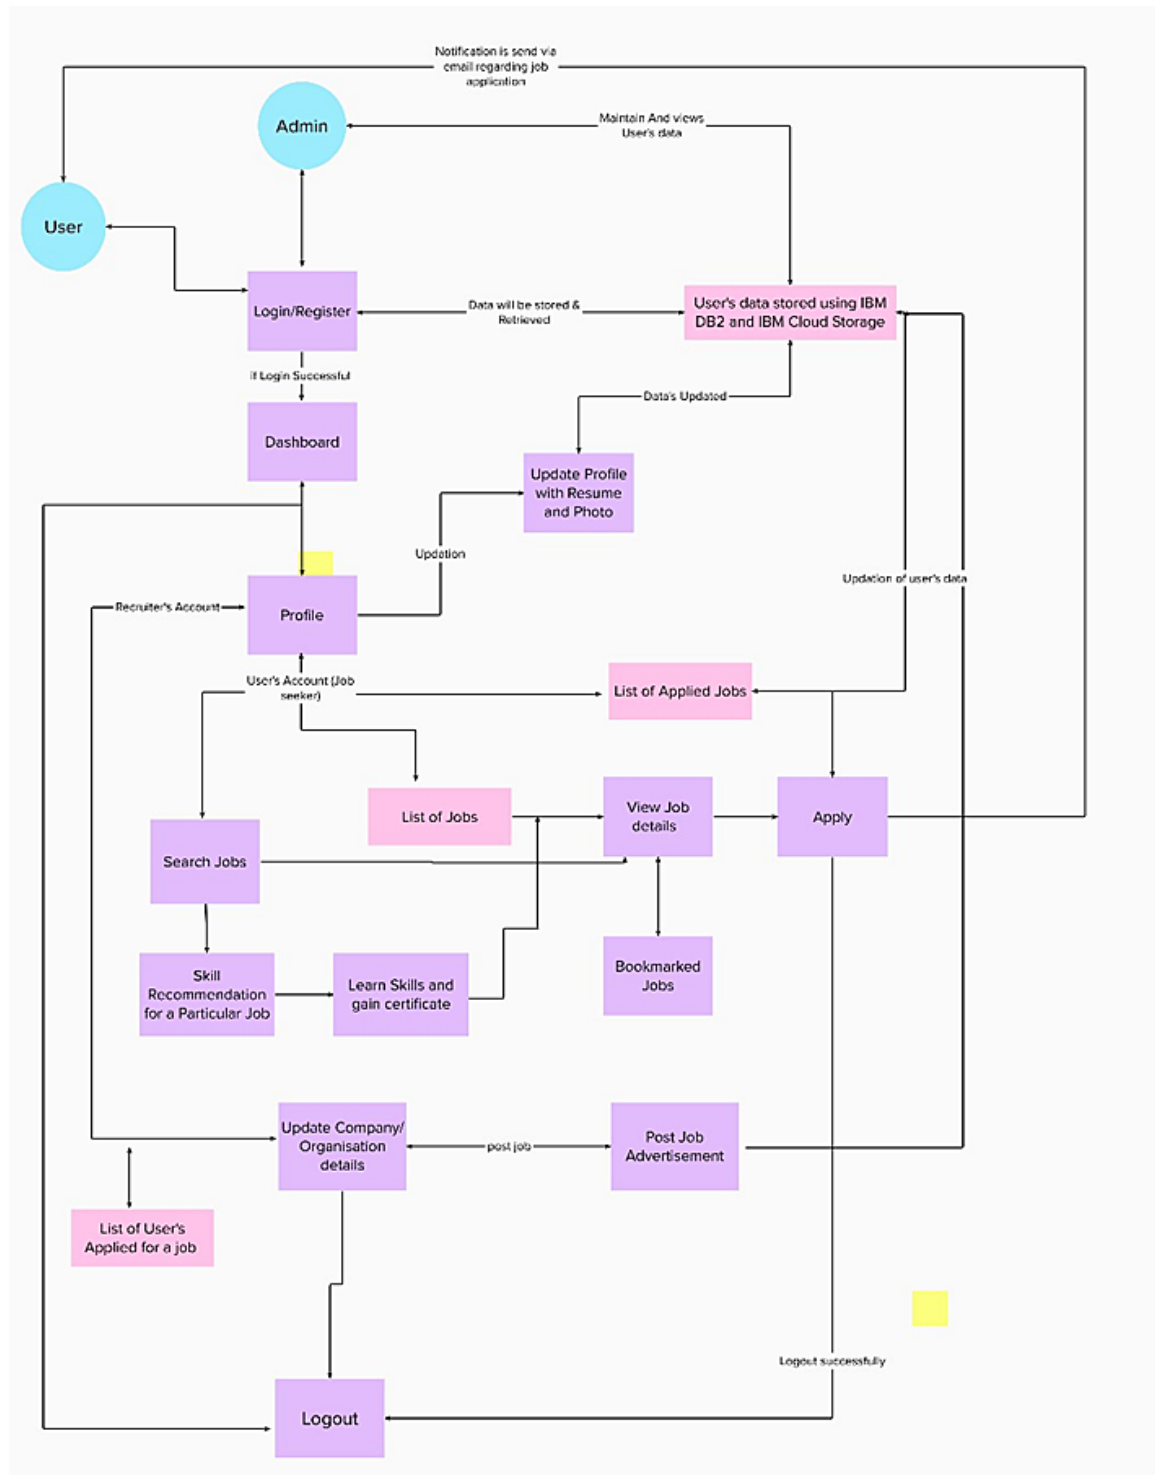 Notification is send via
email regarding job
application
Admin
Maintain And views
User's data
User
Login/Register
Data will be stored &
Retrieved
User's data stored using IBM
DB2 and IBM Cloud Storage
if Login Successful
Data's Updated
Dashboard
Update Profile
with Resume
and Photo
Updation
Updation of user's data
Recruiter's Account
Profile
User's Account (Job
seeker)
List of Applied Jobs
List of Jobs
View Job
details
Apply
Search Jobs
Skill
Recommendation
for a Particular Job
Learn Skills and
gain certificate
Bookmarked
Jobs
Update Company/
Organisation
details
post job
Post Job
Advertisement
List of User's
Applied for a job
Logout successfully
Logout